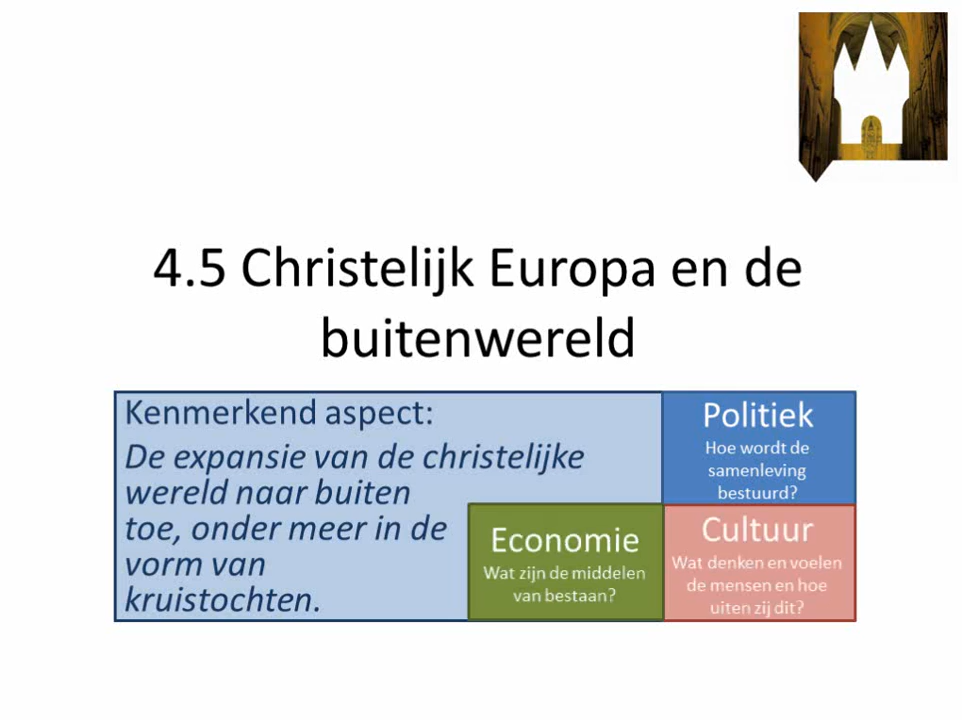 4.5 Christelijk Europa en de
buitenwereld
Kenmerkend aspect:
De expansie van de christelijke
wereld naar buiten
toe, onder meer in de
vorm van
kruistochten.
Politiek
Hoe wordt de
samenleving
bestuurd?
Economie
Wat zijn de middelen
van bestaan?
Cultuur
Wat denken en voelen
de mensen en hoe
uiten zij dit?